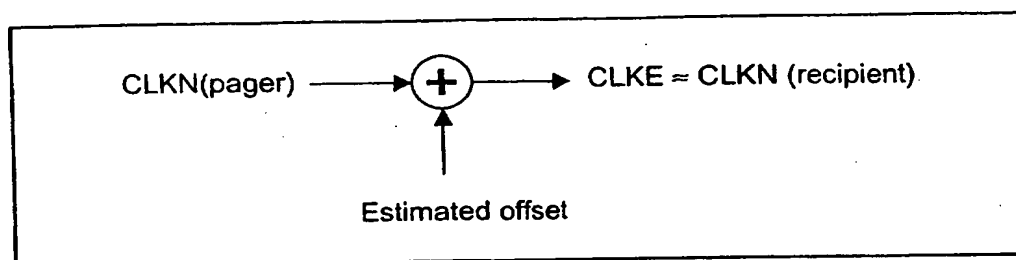 CLKN(pager) + CLKE ≈ CLKN (recipient)
Estimated offset